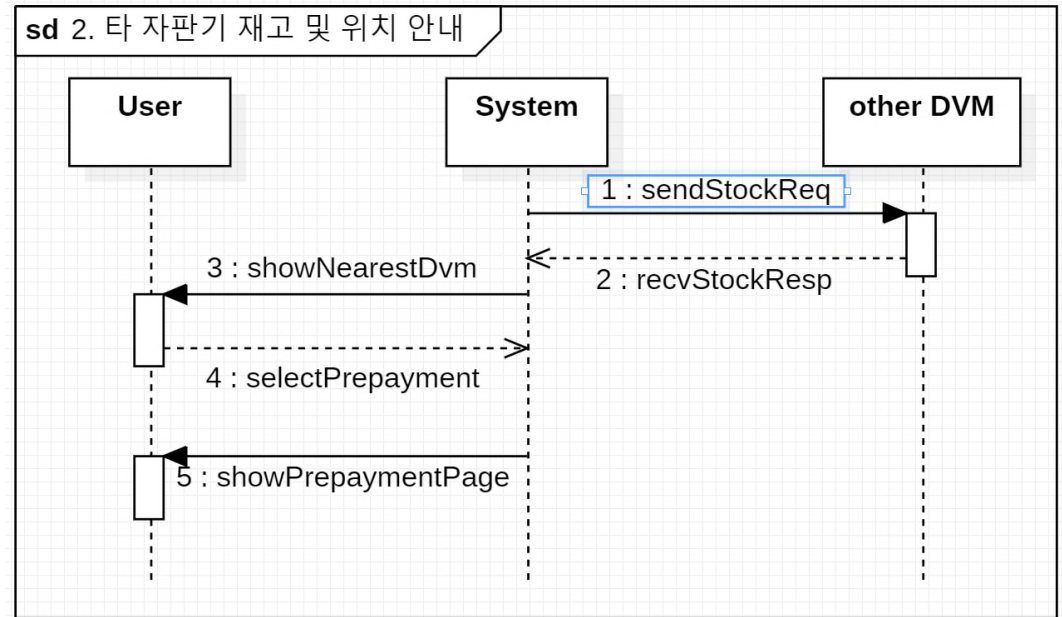 sd 2. 타 자판기 재고 및 위치 안내
User
System
other DVM
1 : sendStockReq
2 : recvStockResp
3 : showNearestDvm
4 : selectPrepayment
5 : showPrepaymentPage